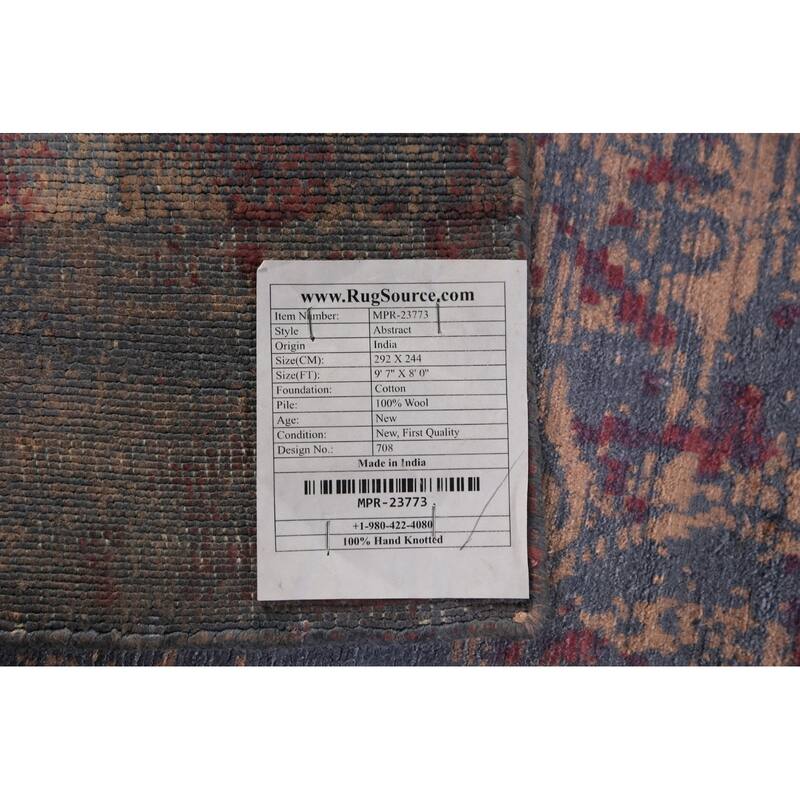 www.RugSource.com
Item Number: MPR-23773
Style Abstract
Origin India
Size(CM): 292 X 244
Size(FT): 9' 7" X 8' 0"
Foundation: Cotton
Pile: 100% Wool
Age: New
Condition: New, First Quality
Design No.: 708
Made in India
MPR-23773
+1-980-422-4080
100% Hand Knotted